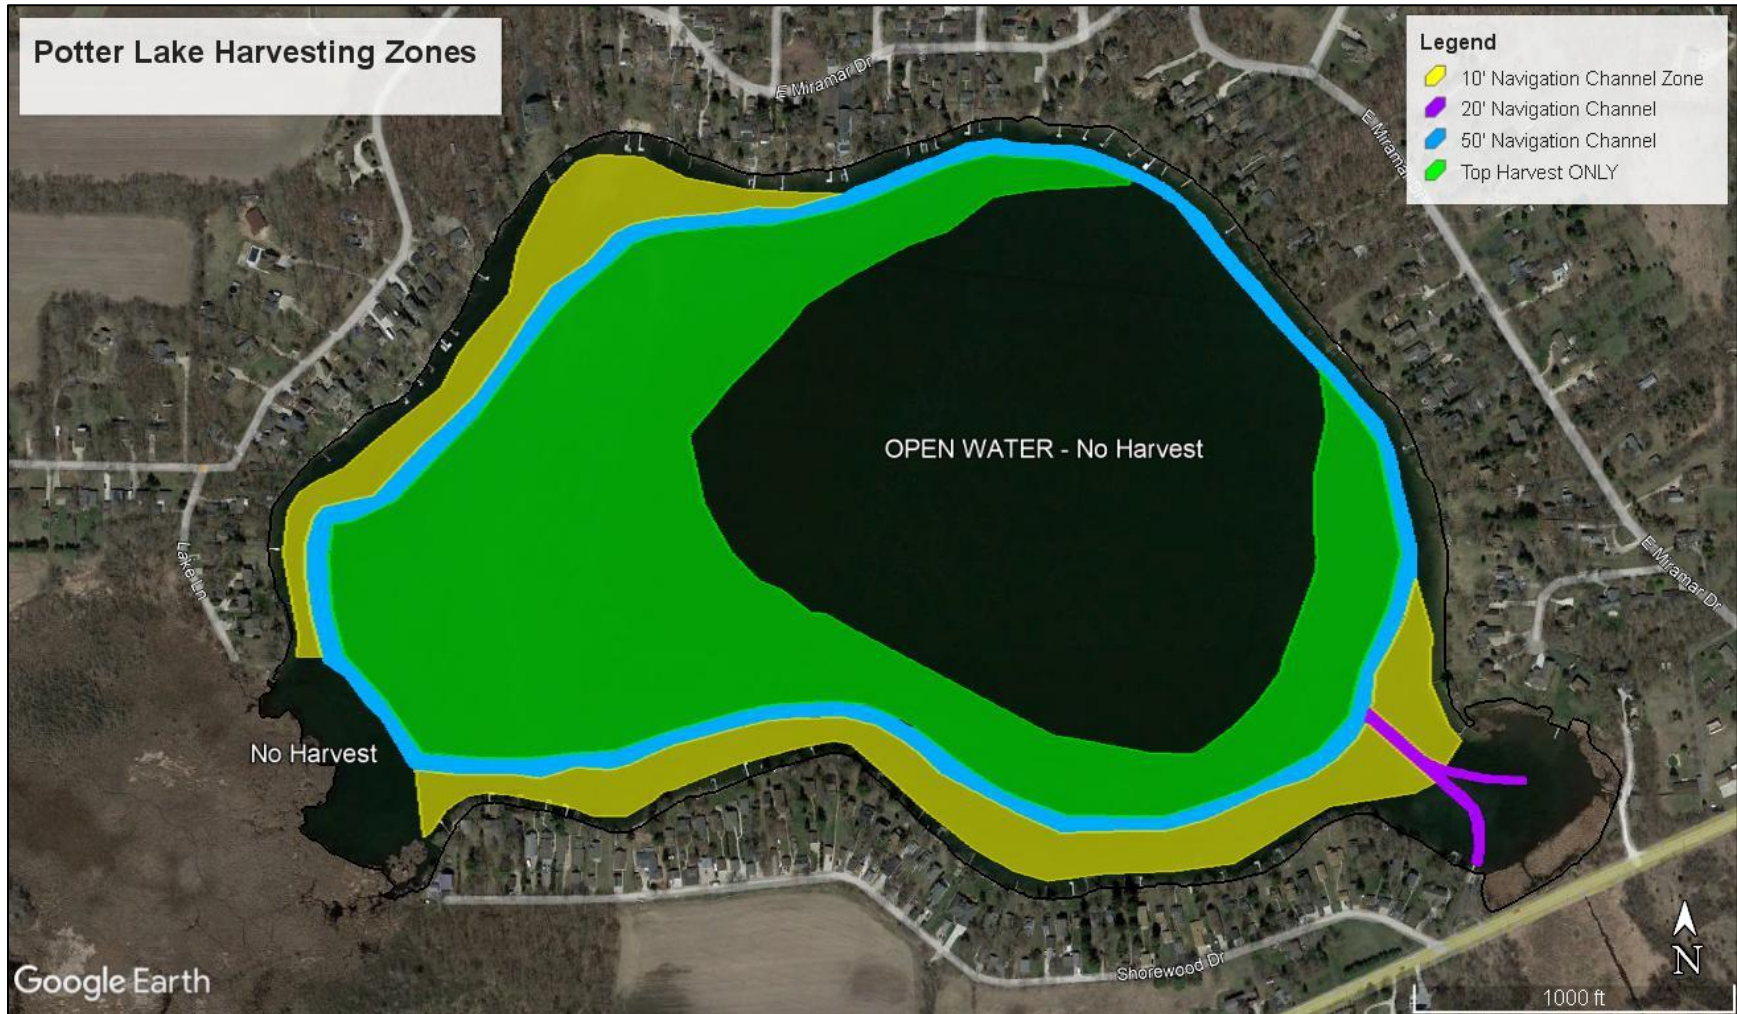 Potter Lake Harvesting Zones
Legend
10' Navigation Channel Zone
20' Navigation Channel
50' Navigation Channel
Top Harvest ONLY
E Miramar Dr
E Miramar
OPEN WATER - No Harvest
E Miramar Dr
Lake Ln
No Harvest
Shorewood Dr
Google Earth
N
1000 ft